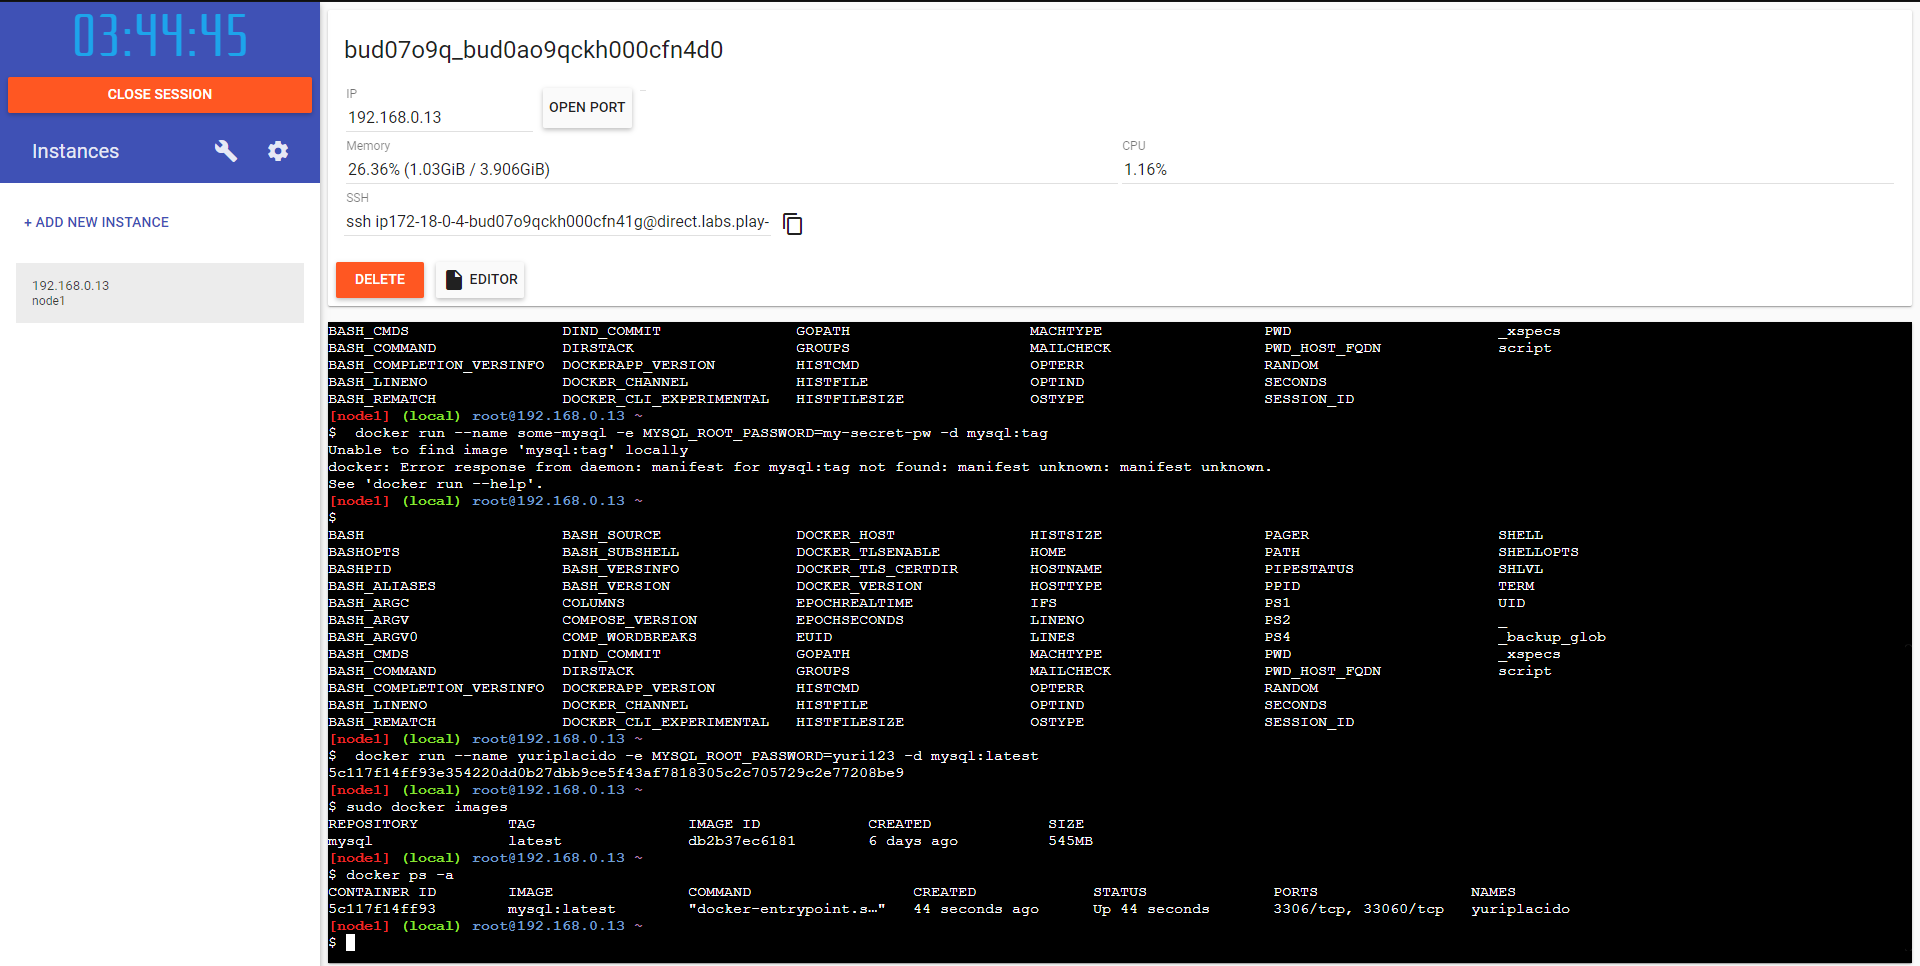 03:44:45
CLOSE SESSION
Instances
+ ADD NEW INSTANCE
192.168.0.13
node1
bud07o9q_bud0ao9qckh000cfn4d0
IP
192.168.0.13
OPEN PORT
Memory
26.36% (1.03GiB / 3.906GiB)
CPU
1.16%
SSH
ssh ip172-18-0-4-bud07o9qckh000cfn41g@direct.labs.play-
DELETE
EDITOR
BASH_CMDS DIND_COMMIT GOPATH MACHTYPE PWD _xspecs
BASH_COMMAND DIRSTACK GROUPS MAILCHECK PWD_HOST_FQDN script
BASH_COMPLETION_VERSINFO DOCKERAPP_VERSION HISTCMD OPTERR RANDOM
BASH_LINENO DOCKER_CHANNEL HISTFILE OPTIND SECONDS
BASH_REMATCH DOCKER_CLI_EXPERIMENTAL HISTFILESIZE OSTYPE SESSION_ID
[node1] (local) root@192.168.0.13 ~
$  docker run --name some-mysql -e MYSQL_ROOT_PASSWORD=my-secret-pw -d mysql:tag
Unable to find image 'mysql:tag' locally
docker: Error response from daemon: manifest for mysql:tag not found: manifest unknown: manifest unknown.
See 'docker run --help'.
[node1] (local) root@192.168.0.13 ~
$
BASH BASH_SOURCE DOCKER_HOST HISTSIZE PAGER SHELL
BASHOPTS BASH_SUBSHELL DOCKER_TLSENABLE HOME PATH SHELLOPTS
BASHPID BASH_VERSINFO DOCKER_TLS_CERTDIR HOSTNAME PIPESTATUS SHLVL
BASH_ALIASES BASH_VERSION DOCKER_VERSION HOSTTYPE PPID TERM
BASH_ARGC COLUMNS EPOCHREALTIME IFS PS1 UID
BASH_ARGV COMPOSE_VERSION EPOCHSECONDS LINENO PS2 _
BASH_ARGV0 COMP_WORDBREAKS EUID LINES PS4 _backup_glob
BASH_CMDS DIND_COMMIT GOPATH MACHTYPE PWD _xspecs
BASH_COMMAND DIRSTACK GROUPS MAILCHECK PWD_HOST_FQDN script
BASH_COMPLETION_VERSINFO DOCKERAPP_VERSION HISTCMD OPTERR RANDOM
BASH_LINENO DOCKER_CHANNEL HISTFILE OPTIND SECONDS
BASH_REMATCH DOCKER_CLI_EXPERIMENTAL HISTFILESIZE OSTYPE SESSION_ID
[node1] (local) root@192.168.0.13 ~
$  docker run --name yuriplacido -e MYSQL_ROOT_PASSWORD=yuri123 -d mysql:latest
5c117f14ff93e354220dd0b27dbb9ce5f43af7818305c2c705729c2e77208be9
[node1] (local) root@192.168.0.13 ~
$ sudo docker images
REPOSITORY TAG IMAGE ID CREATED SIZE
mysql latest db2b37ec6181 6 days ago 545MB
[node1] (local) root@192.168.0.13 ~
$ docker ps -a
CONTAINER ID IMAGE COMMAND CREATED STATUS PORTS NAMES
5c117f14ff93 mysql:latest "docker-entrypoint.s…" 44 seconds ago Up 44 seconds 3306/tcp, 33060/tcp yuriplacido
[node1] (local) root@192.168.0.13 ~
$